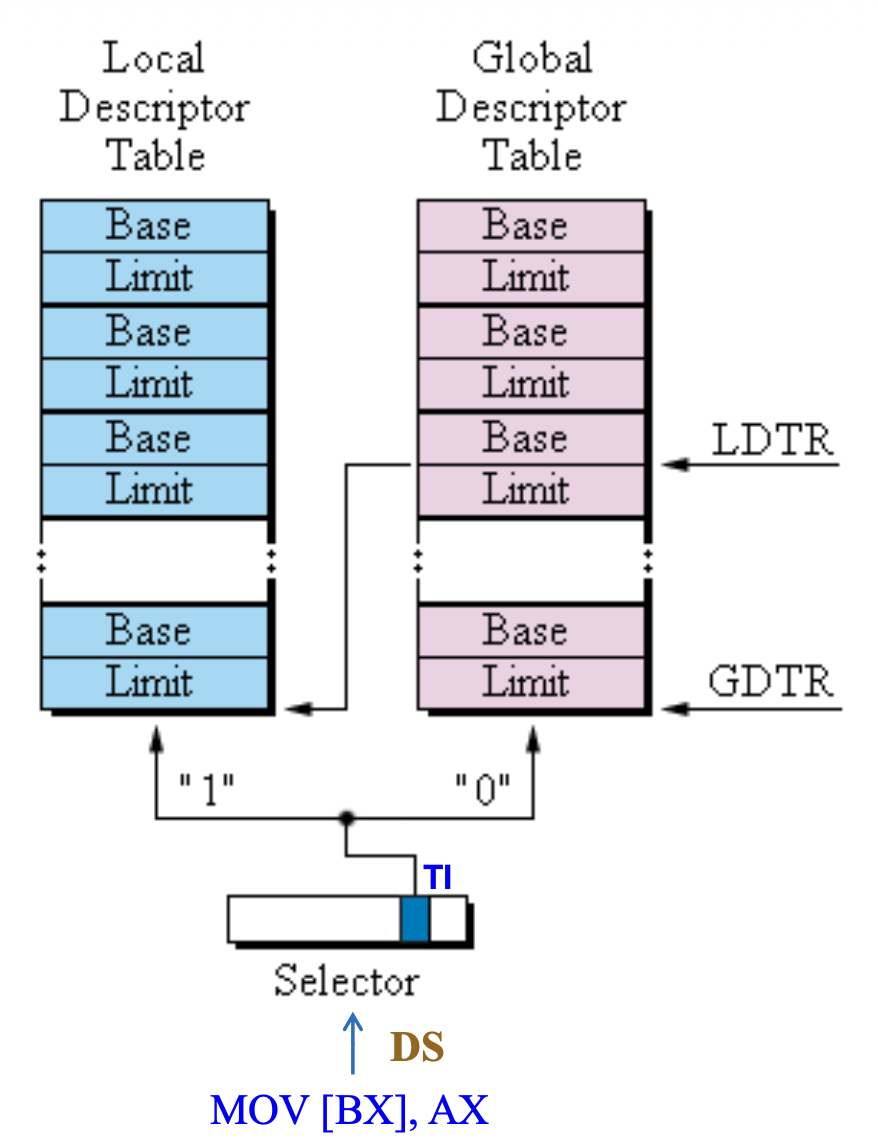 Local
Descriptor
Table
Global
Descriptor
Table
Base
Limit
Base
Limit
Base
Limit
Base
Limit
Base
Limit
Base
Limit
Base
Limit
Base
Limit
LDTR
GDTR
"1"
"0"
TI
Selector
DS
MOV [BX], AX